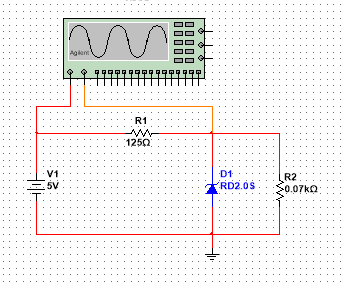 Agilent
R1
125Ω
V1
5V
D1
RD2.0S
R2
0.07kΩ